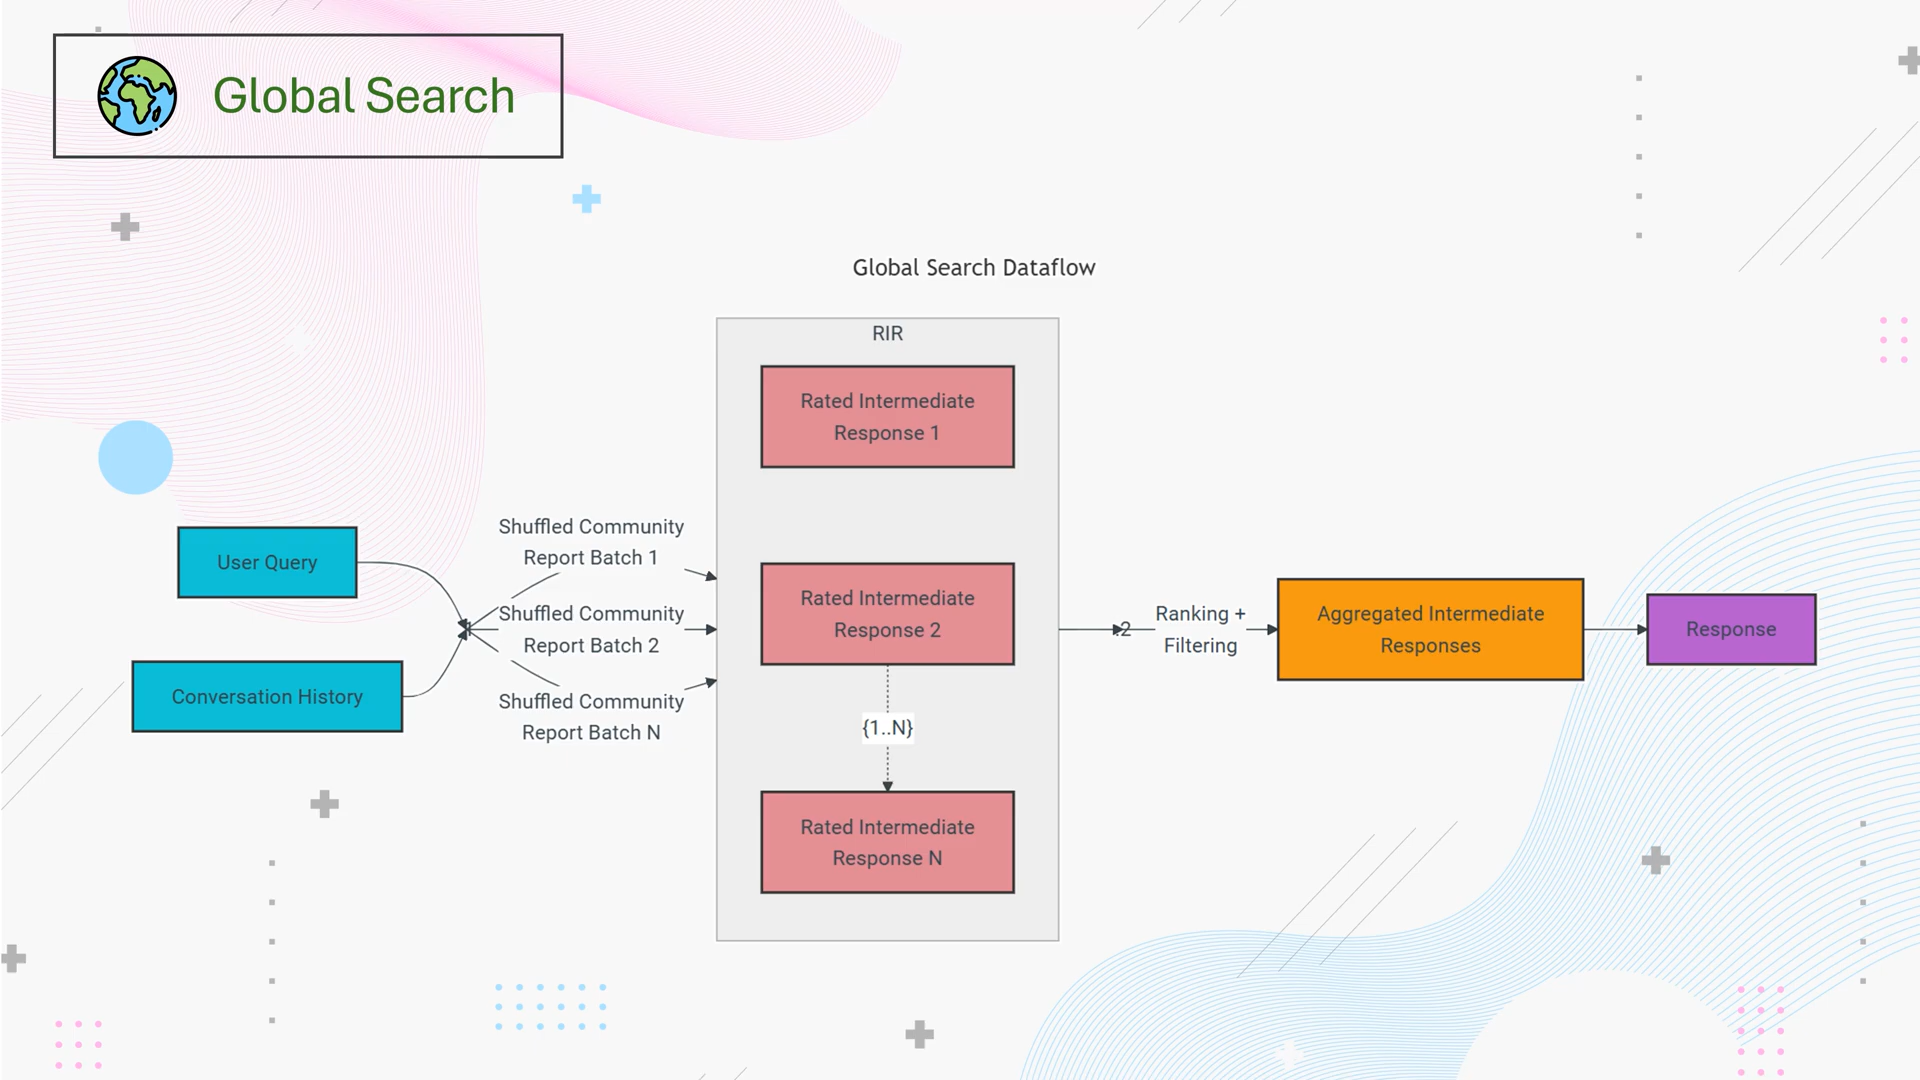 Global Search
Global Search Dataflow
RIR
Rated Intermediate
Response 1
User Query
Conversation History
Shuffled Community
Report Batch 1
Shuffled Community
Report Batch 2
Shuffled Community
Report Batch N
Rated Intermediate
Response 2
{1..N}
Rated Intermediate
Response N
.2
Ranking +
Filtering
Aggregated Intermediate
Responses
Response